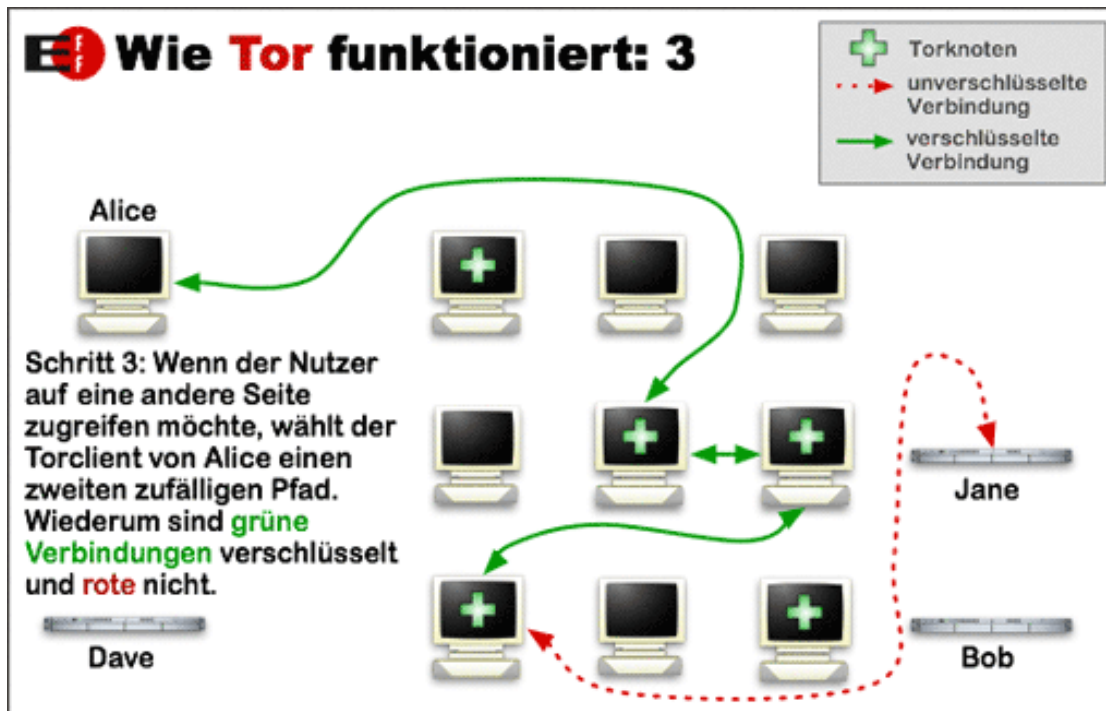 EFF Wie Tor funktioniert: 3
Torknoten
unverschlüsselte
Verbindung
verschlüsselte
Verbindung
Alice
Schritt 3: Wenn der Nutzer
auf eine andere Seite
zugreifen möchte, wählt der
Torclient von Alice einen
zweiten zufälligen Pfad.
Wiederum sind grüne
Verbindungen verschlüsselt
und rote nicht.
Jane
Dave
Bob